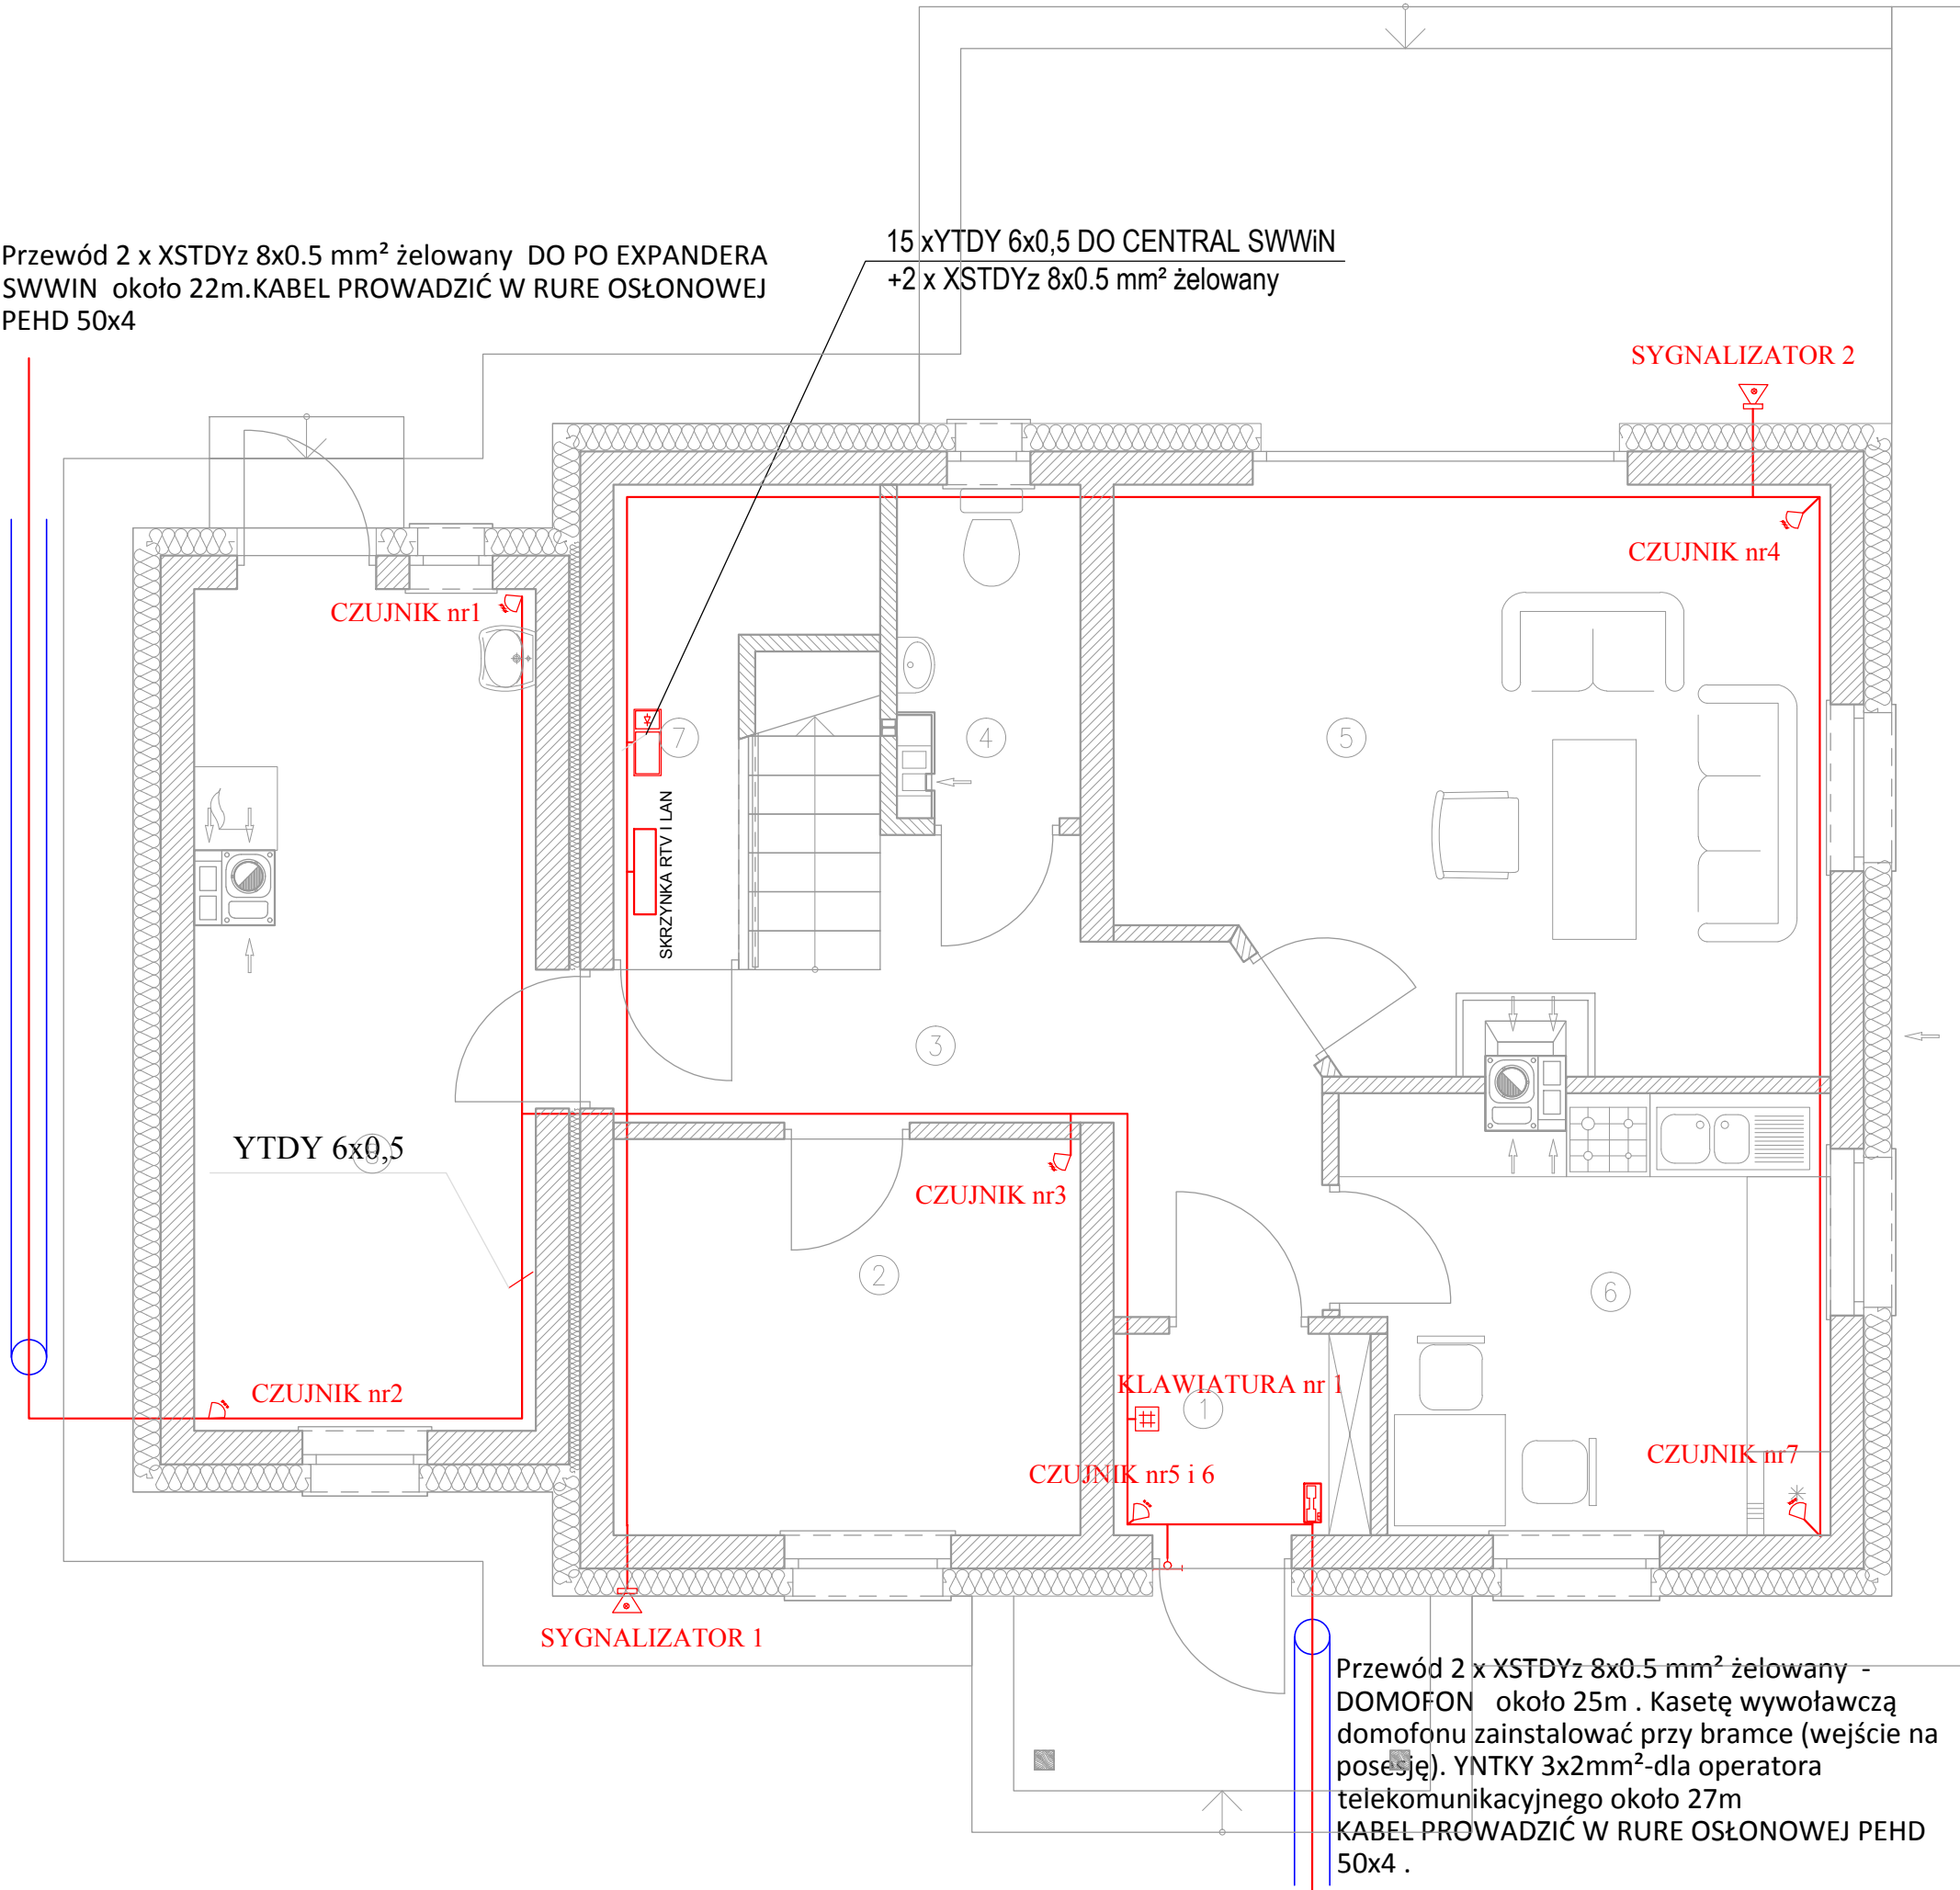 Przewód 2 x XSTDYz 8x0.5 mm² żelowany DO PO EXPANDERA
SWWIN około 22m.KABEL PROWADZIĆ W RURE OSŁONOWEJ
PEHD 50x4
15 xYTDY 6x0,5 DO CENTRAL SWWiN
+2 x XSTDYz 8x0.5 mm² żelowany
SYGNALIZATOR 2
CZUJNIK nr4
CZUJNIK nr1
7
4
5
SKRZYNKA RTV I LAN
3
YTDY 6x0,5
8
CZUJNIK nr3
2
6
CZUJNIK nr2
KLAWIATURA nr 1
1
CZUJNIK nr5 i 6
CZUJNIK nr7
SYGNALIZATOR 1
Przewód 2 x XSTDYz 8x0.5 mm² żelowany -
DOMOFON około 25m . Kasetę wywoławczą
domofonu zainstalować przy bramce (wejście na
posesję). YNTKY 3x2mm²-dla operatora
telekomunikacyjnego około 27m
KABEL PROWADZIĆ W RURE OSŁONOWEJ PEHD
50x4 .